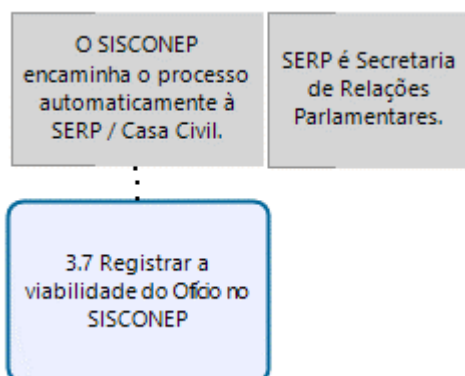 O SISCONEP
encaminha o processo
automaticamente à
SERP / Casa Civil.
SERP é Secretaria
de Relações
Parlamentares.
3.7 Registrar a
viabilidade do Ofício no
SISCONEP